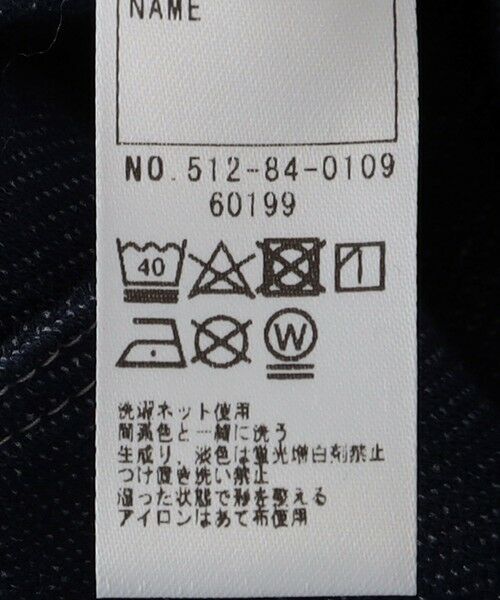 NAME
NO. 512-84-0109
60199
40
W
洗濯ネット使用
同系色と一緒に洗う
生成り、淡色は蛍光増白剤禁止
つけ置き洗い禁止
湿った状態で形を整える
アイロンはあて布使用